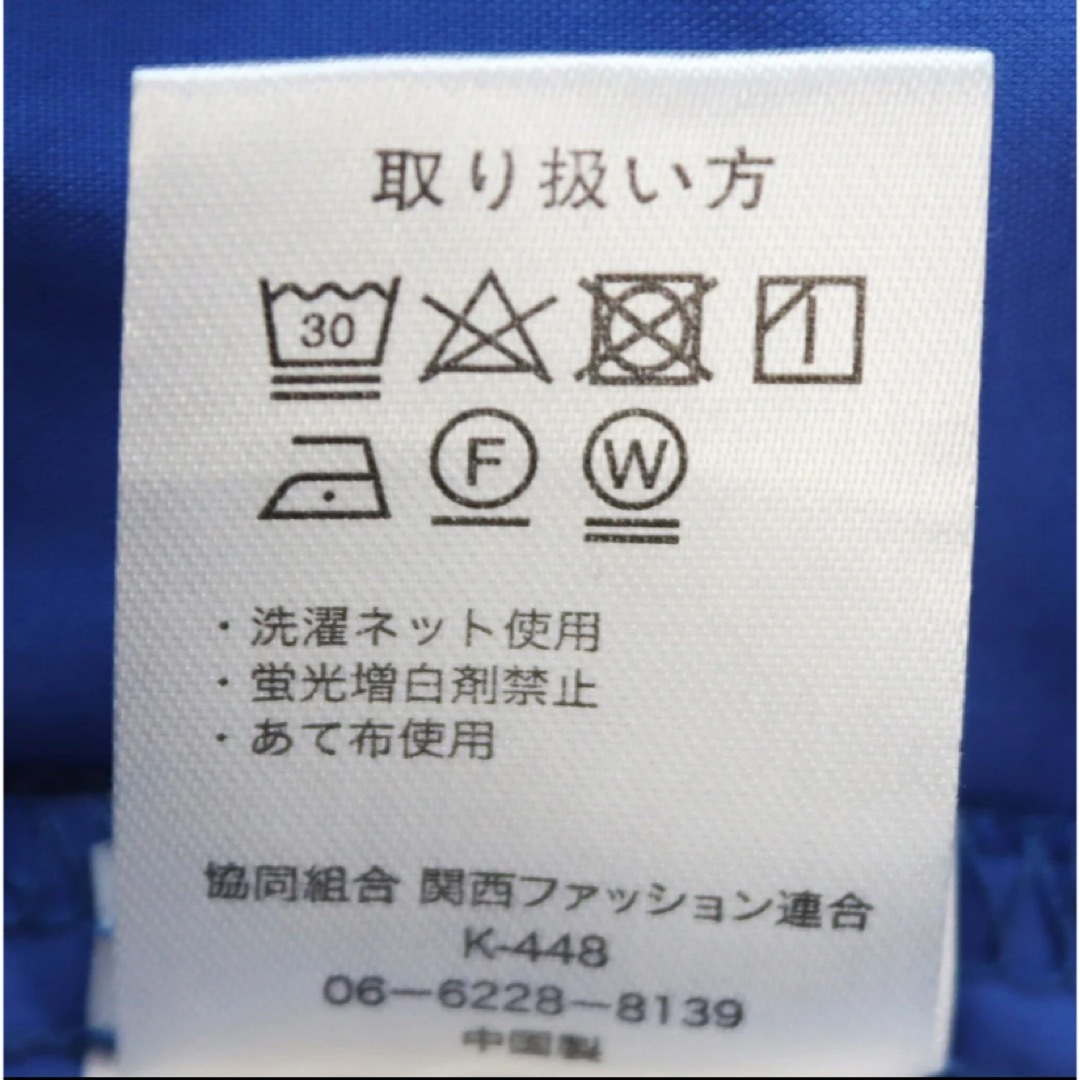 取り扱い方
30
F W
・洗濯ネット使用
・蛍光増白剤禁止
・あて布使用
協同組合 関西ファッション連合
K-448
06-6228-8139
中国製